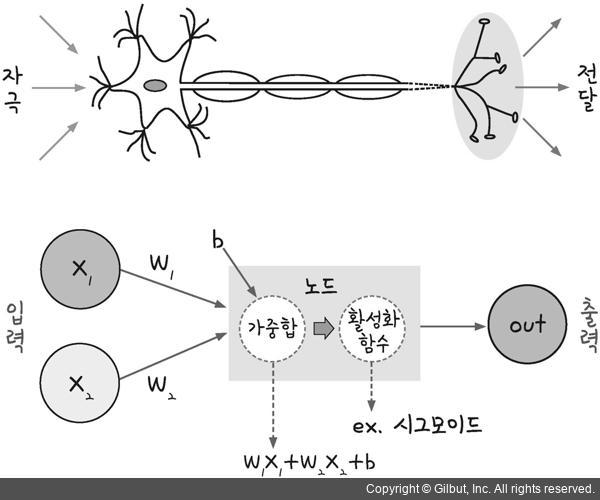 자극
전달
b
입력
x₁
w₁
노드
가중합
활성화
함수
out
출력
x₂
w₂
ex. 시그모이드
w₁x₁+w₂x₂+b
Copyright © Gilbut, Inc. All rights reserved.